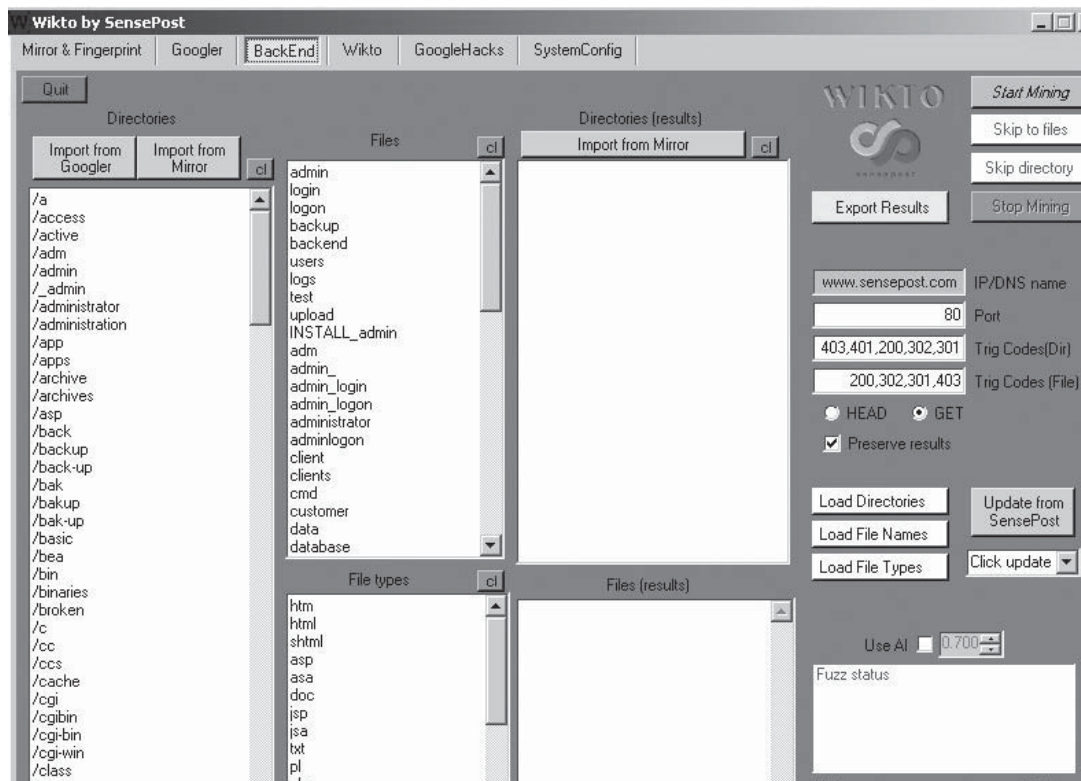 Wikto by SensePost
Mirror & Fingerprint
Googler
BackEnd
Wikto
GoogleHacks
SystemConfig
Quit
Directories
Import from Googler
Import from Mirror
cl
/a
/access
/active
/adm
/admin
/_admin
/administrator
/administration
/app
/apps
/archive
/archives
/asp
/back
/backup
/back-up
/bak
/bakup
/bak-up
/basic
/bea
/bin
/binaries
/broken
/c
/cc
/ccs
/cache
/cgi
/cgibin
/cgi-bin
/cgi-win
/class
Files
cl
admin
login
logon
backup
backend
users
logs
test
upload
INSTALL_admin
adm
admin_
admin_login
admin_logon
administrator
adminlogon
client
clients
cmd
customer
data
database
File types
cl
htm
html
shtml
asp
asa
doc
jsp
jsa
txt
pl
Directories (results)
Import from Mirror
cl
Files (results)
WIKTO
sensepost
Start Mining
Skip to files
Skip directory
Export Results
Stop Mining
www.sensepost.com IP/DNS name
80 Port
403,401,200,302,301 Trig Codes(Dir)
200,302,301,403 Trig Codes (File)
HEAD GET
Preserve results
Load Directories
Load File Names
Load File Types
Update from SensePost
Click update
Use AI 0.700
Fuzz status